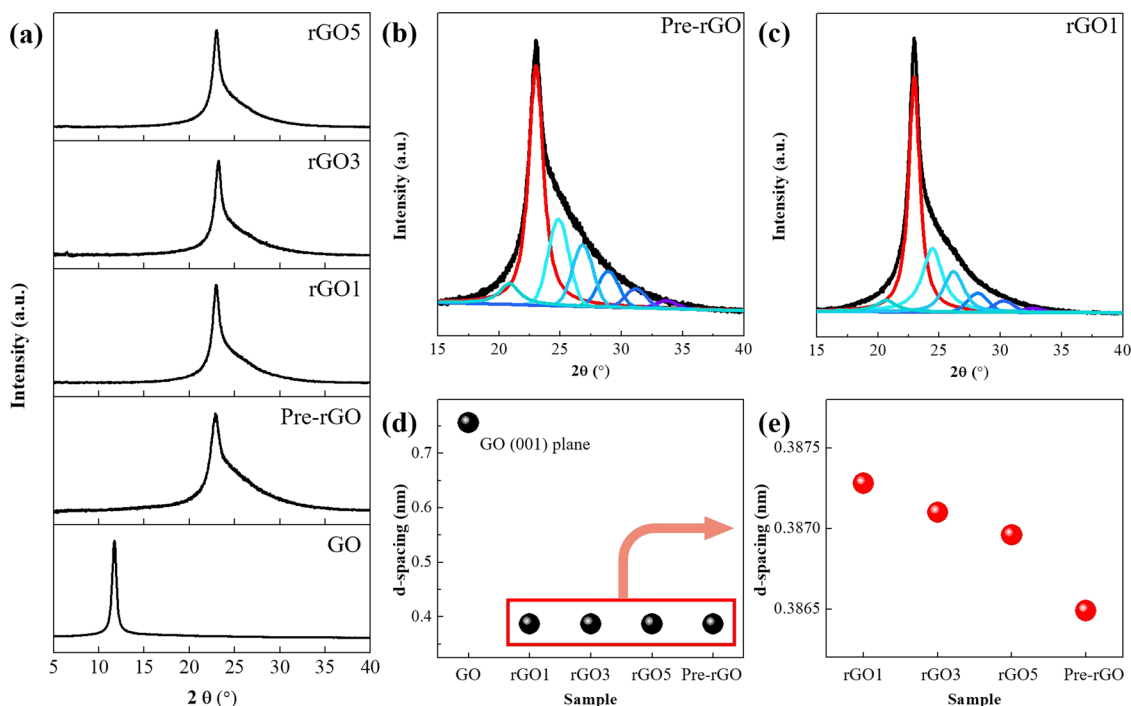 (a)
rGO5
rGO3
rGO1
Pre-rGO
GO
Intensity (a.u.)
5 10 15 20 25 30 35 40
2 θ (°)
(b)
Pre-rGO
Intensity (a.u.)
15 20 25 30 35 40
2θ (°)
(c)
rGO1
Intensity (a.u.)
15 20 25 30 35 40
2θ (°)
(d)
GO (001) plane
d-spacing (nm)
0.7
0.6
0.5
0.4
GO rGO1 rGO3 rGO5 Pre-rGO
Sample
(e)
d-spacing (nm)
0.3875
0.3870
0.3865
rGO1 rGO3 rGO5 Pre-rGO
Sample